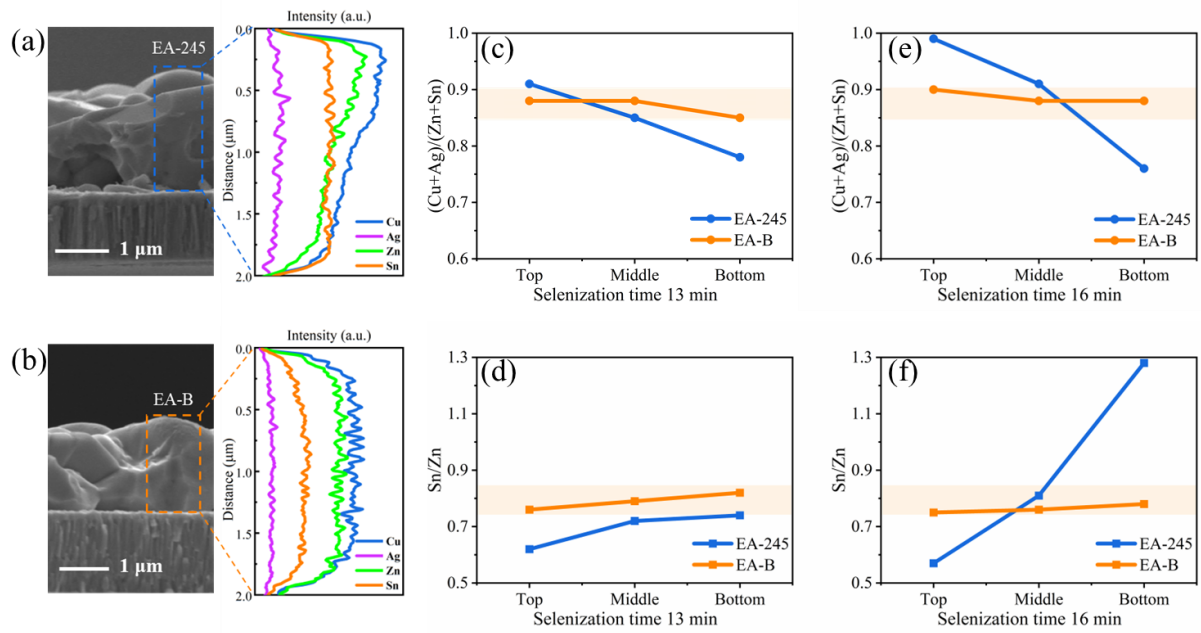 (a)
EA-245
1 μm
Intensity (a.u.)
Distance (μm)
0.0
0.5
1.0
1.5
2.0
Cu
Ag
Zn
Sn
(c)
(Cu+Ag)/(Zn+Sn)
1.0
0.9
0.8
0.7
0.6
EA-245
EA-B
Top
Middle
Bottom
Selenization time 13 min
(e)
(Cu+Ag)/(Zn+Sn)
1.0
0.9
0.8
0.7
0.6
EA-245
EA-B
Top
Middle
Bottom
Selenization time 16 min
(b)
EA-B
1 μm
Intensity (a.u.)
Distance (μm)
0.0
0.5
1.0
1.5
2.0
Cu
Ag
Zn
Sn
(d)
Sn/Zn
1.3
1.1
0.9
0.7
0.5
EA-245
EA-B
Top
Middle
Bottom
Selenization time 13 min
(f)
Sn/Zn
1.3
1.1
0.9
0.7
0.5
EA-245
EA-B
Top
Middle
Bottom
Selenization time 16 min